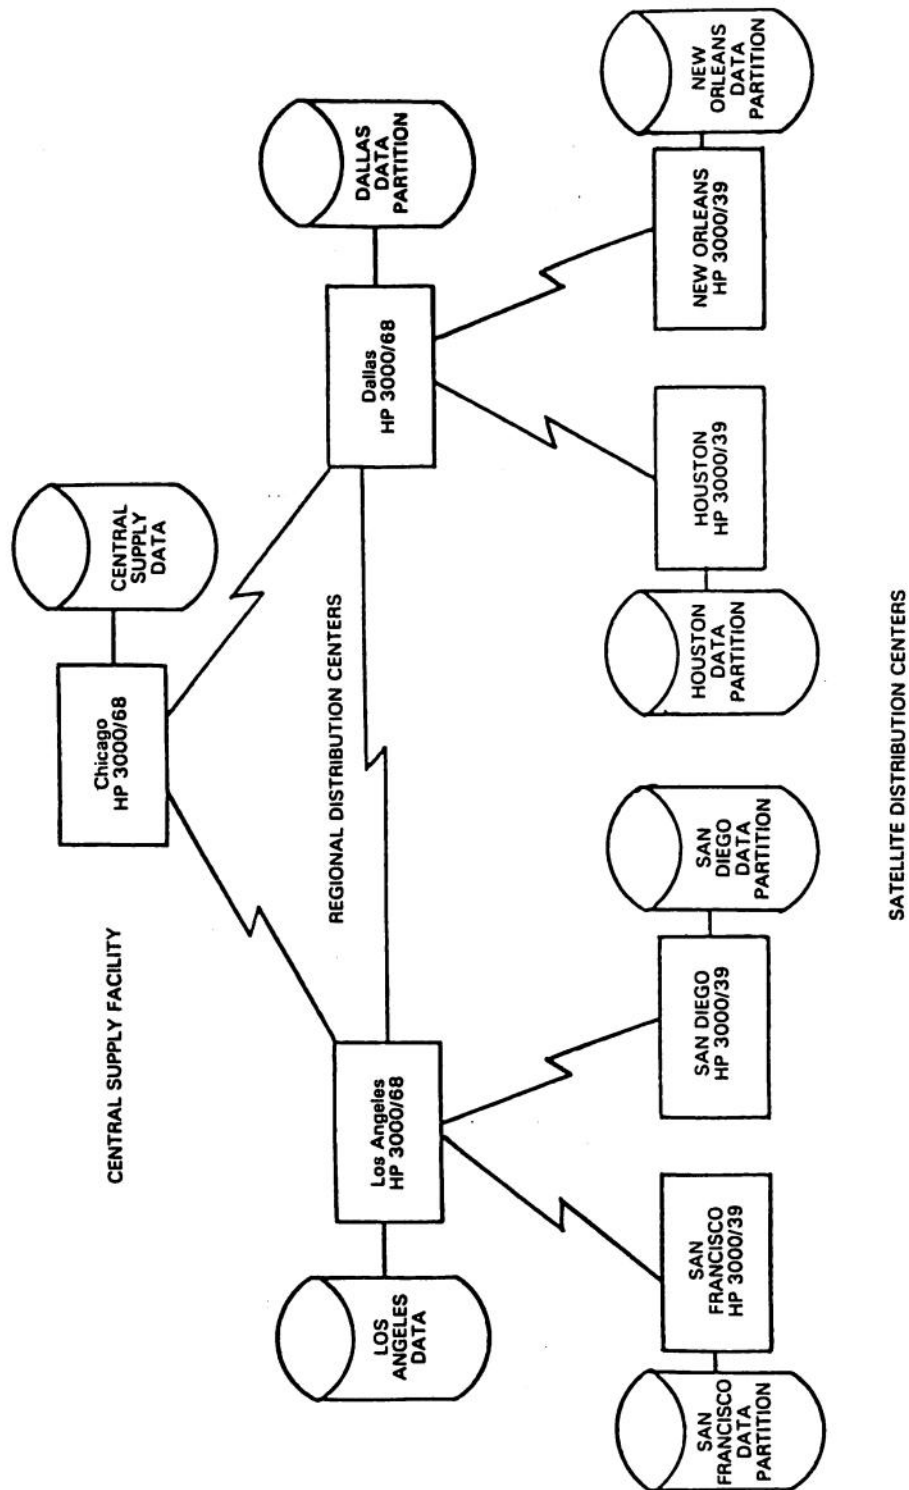 CENTRAL SUPPLY FACILITY
Chicago
HP 3000/68
CENTRAL
SUPPLY
DATA
REGIONAL DISTRIBUTION CENTERS
LOS
ANGELES
DATA
Los Angeles
HP 3000/68
Dallas
HP 3000/68
DALLAS
DATA
PARTITION
SAN
FRANCISCO
DATA
PARTITION
SAN
FRANCISCO
HP 3000/39
SAN DIEGO
HP 3000/39
SAN
DIEGO
DATA
PARTITION
HOUSTON
DATA
PARTITION
HOUSTON
HP 3000/39
NEW ORLEANS
HP 3000/39
NEW
ORLEANS
DATA
PARTITION
SATELLITE DISTRIBUTION CENTERS